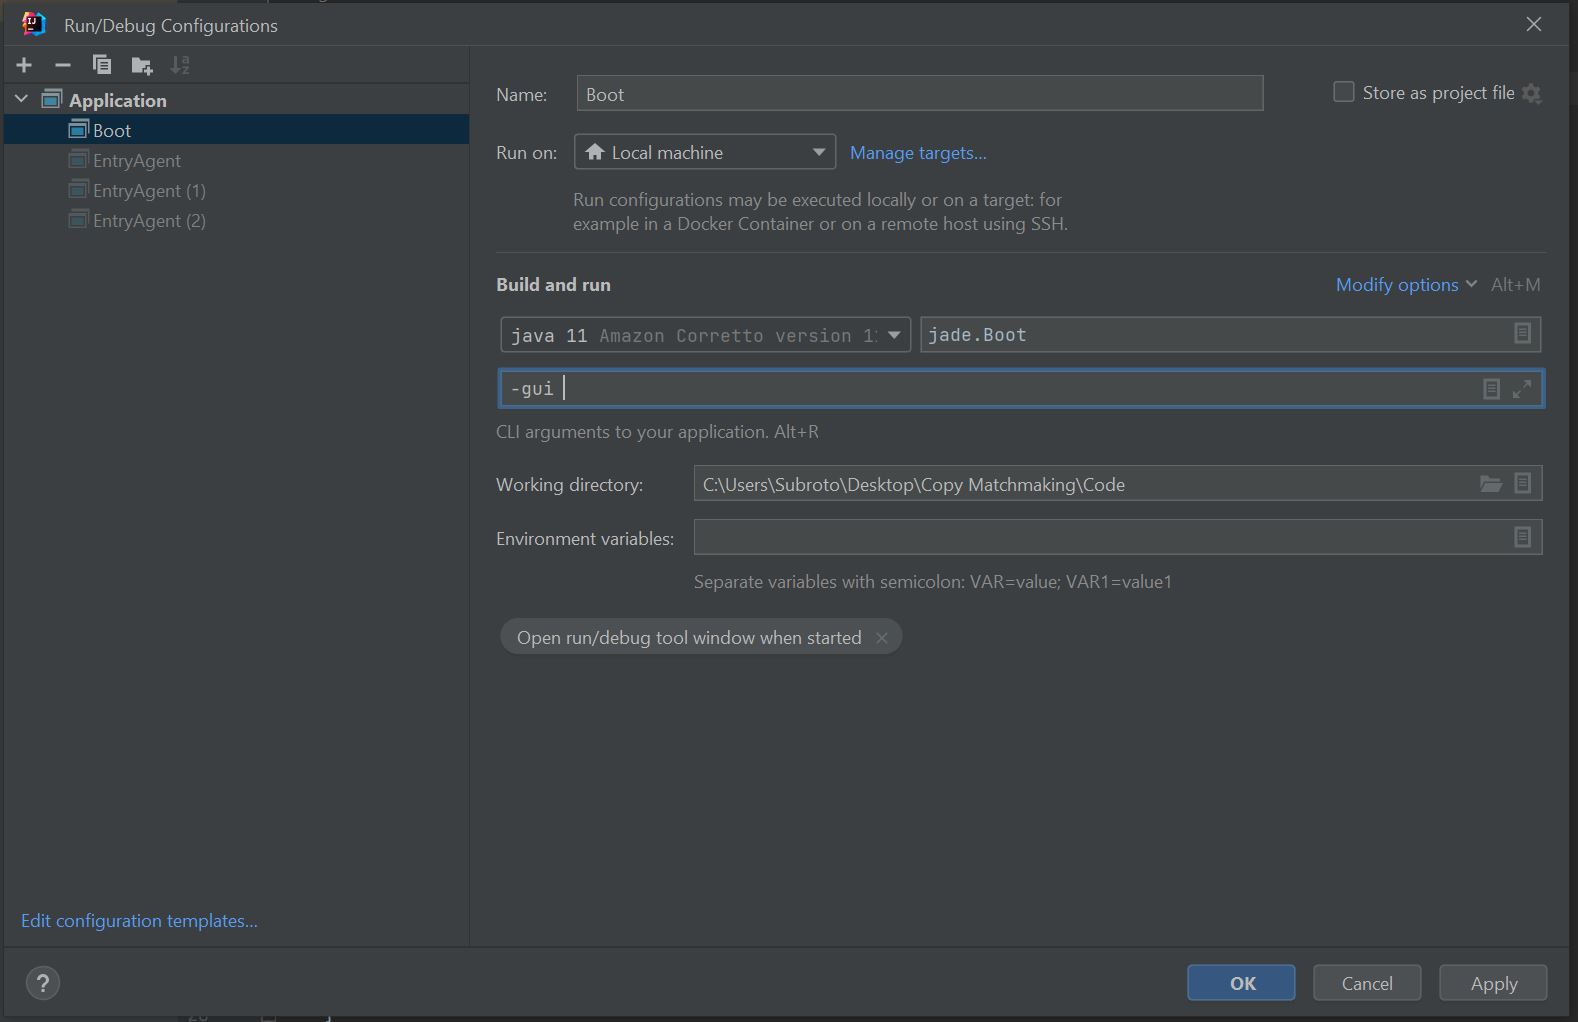 Run/Debug Configurations
Application
Boot
EntryAgent
EntryAgent (1)
EntryAgent (2)
Edit configuration templates...
Name: Boot
Store as project file
Run on: Local machine Manage targets...
Run configurations may be executed locally or on a target: for
example in a Docker Container or on a remote host using SSH.
Build and run
Modify options Alt+M
java 11 Amazon Corretto version jade.Boot
-gui
CLI arguments to your application. Alt+R
Working directory: C:\Users\Subroto\Desktop\Copy Matchmaking\Code
Environment variables:
Separate variables with semicolon: VAR=value; VAR1=value1
Open run/debug tool window when started
? OK Cancel Apply